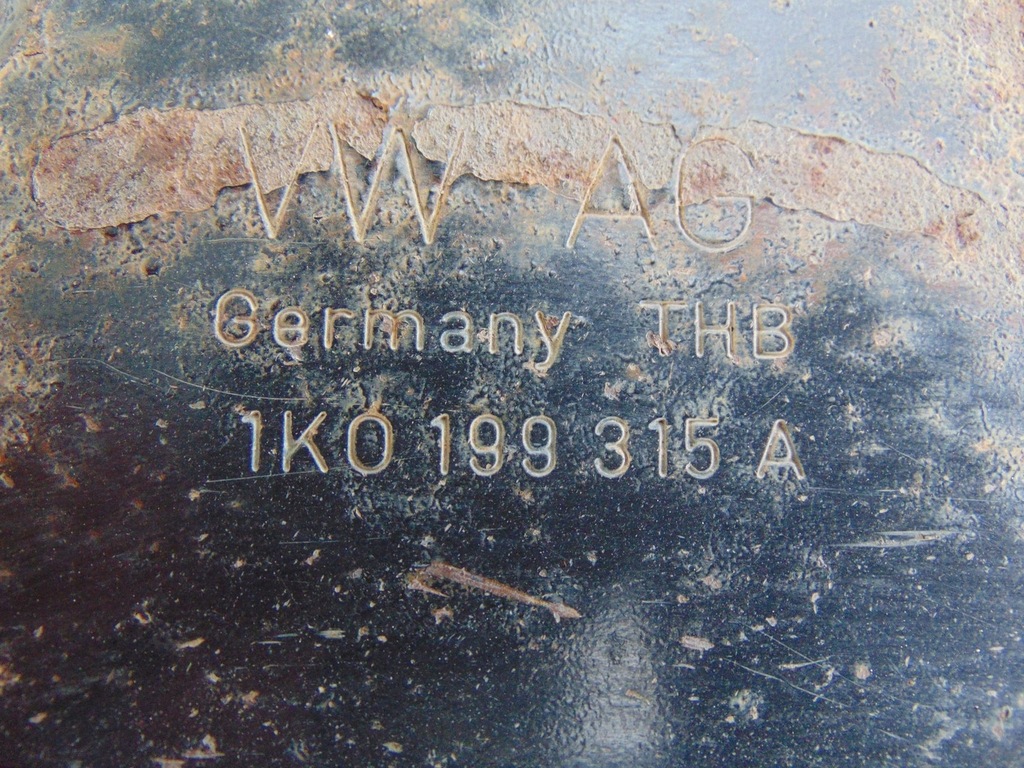 VW AG
Germany THB
1K0 199 315 A